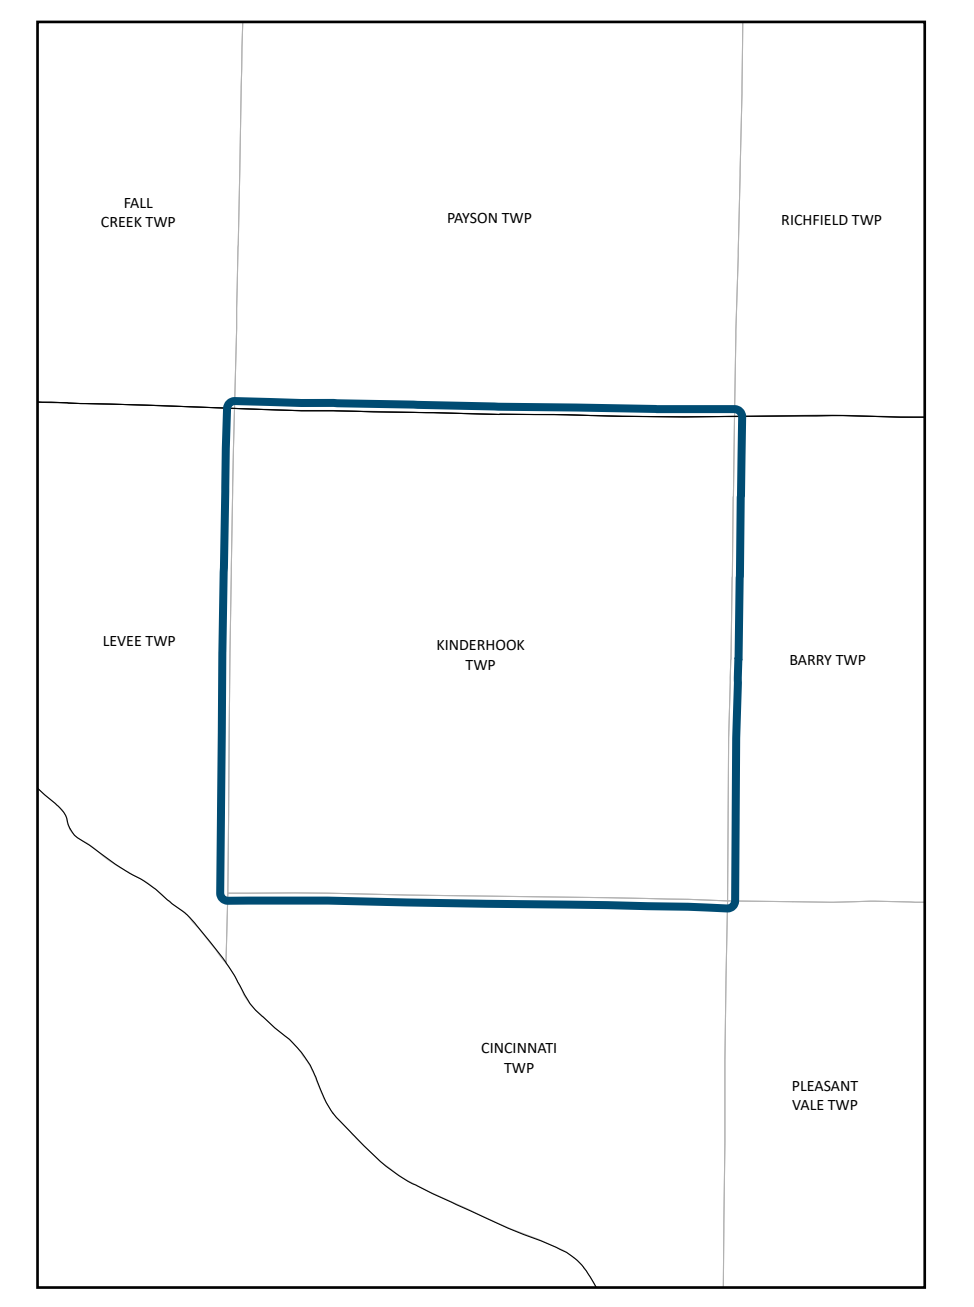 FALL
CREEK TWP
PAYSON TWP
RICHFIELD TWP
LEVEE TWP
KINDERHOOK
TWP
BARRY TWP
CINCINNATI
TWP
PLEASANT
VALE TWP